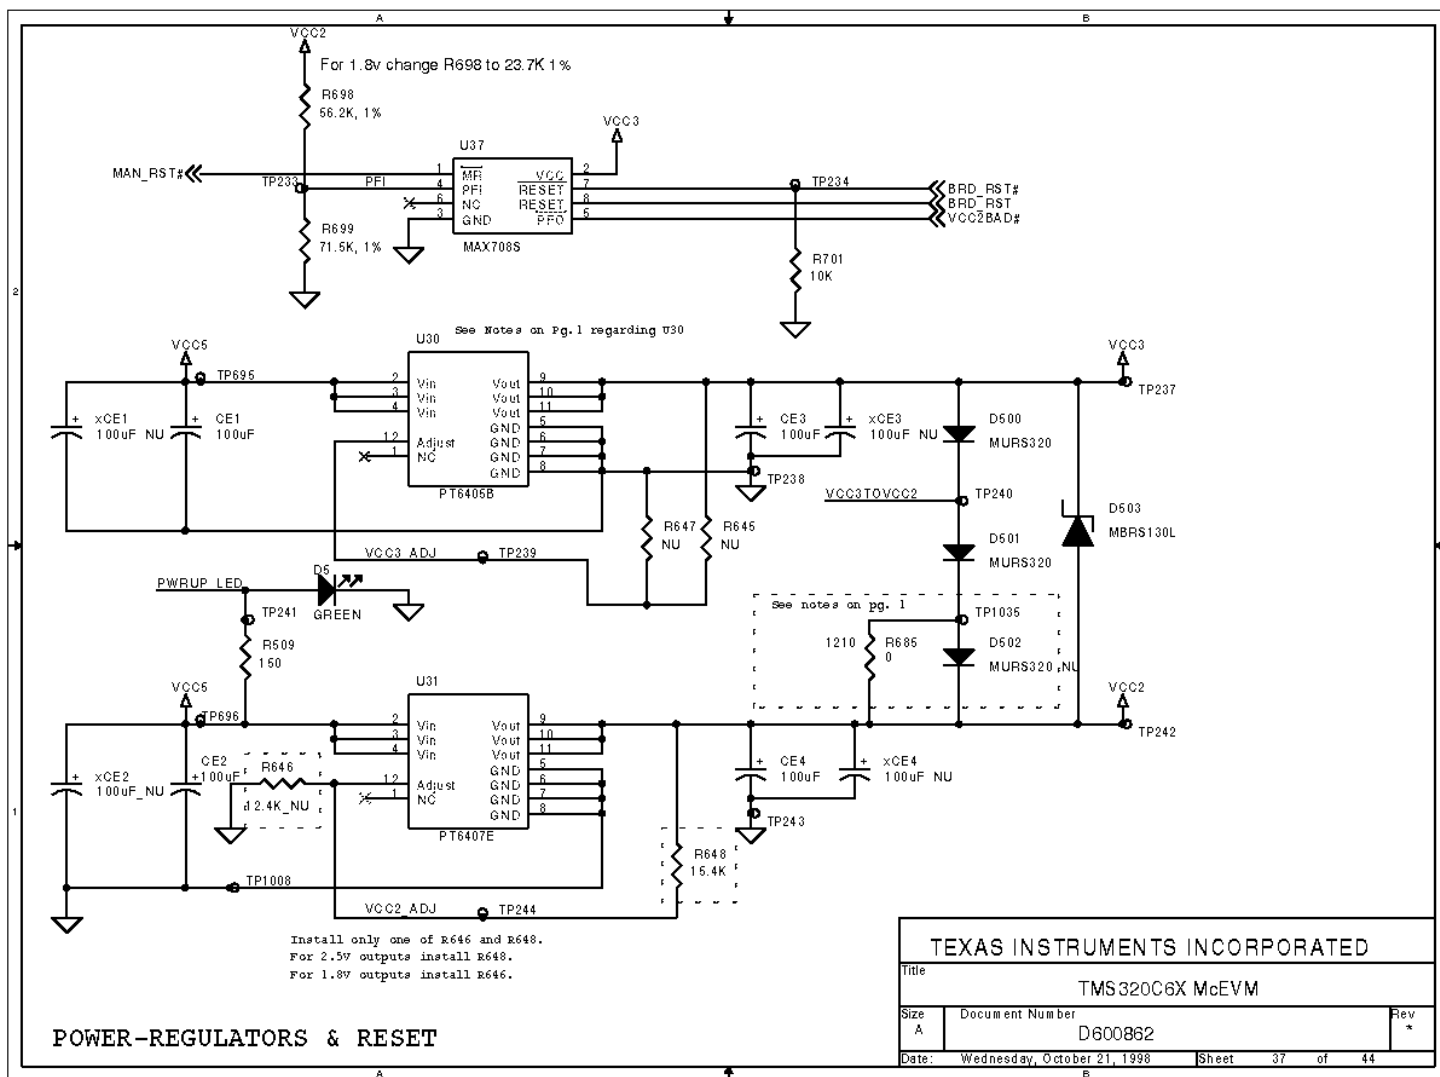 A
B
VCC2
For 1.8v change R698 to 23.7K 1%
R698
56.2K, 1%
VCC3
U37
MAN_RST#
1
MR
VCC
2
TP233
PFI
4
PFI
RESET
7
TP234
BRD_RST#
6
NC
RESET
8
BRD_RST
3
GND
PFO
5
VCC2BAD#
R699
71.5K, 1%
MAX708S
R701
10K
2
See Notes on Pg.1 regarding U30
U30
VCC5
VCC3
TP695
2
Vin
Vout
9
TP237
3
Vin
Vout
10
4
Vin
Vout
11
xCE1
100uF NU
CE1
100uF
GND
5
12
Adjust
GND
6
1
NC
GND
7
GND
8
PT6405B
CE3
100uF
xCE3
100uF NU
D500
MURS320
TP238
VCC3TOVCC2
TP240
D503
MBRS130L
R647
NU
R645
NU
D501
MURS320
VCC3_ADJ
TP239
PWRUP_LED
D5
GREEN
TP241
See notes on pg. 1
TP1035
R509
150
1210
R685
0
D502
MURS320_NU
U31
VCC5
VCC2
TP696
2
Vin
Vout
9
TP242
3
Vin
Vout
10
4
Vin
Vout
11
xCE2
100uF_NU
CE2
100uF
R646
12.4K_NU
GND
5
12
Adjust
GND
6
1
NC
GND
7
GND
8
PT6407E
CE4
100uF
xCE4
100uF NU
1
TP243
R648
15.4K
TP1008
VCC2_ADJ
TP244
Install only one of R646 and R648.
For 2.5V outputs install R648.
For 1.8V outputs install R646.
POWER-REGULATORS & RESET
TEXAS INSTRUMENTS INCORPORATED
Title
TMS320C6X McEVM
Size
A
Document Number
D600862
Rev
*
Date: Wednesday, October 21, 1998
Sheet 37 of 44
A
B